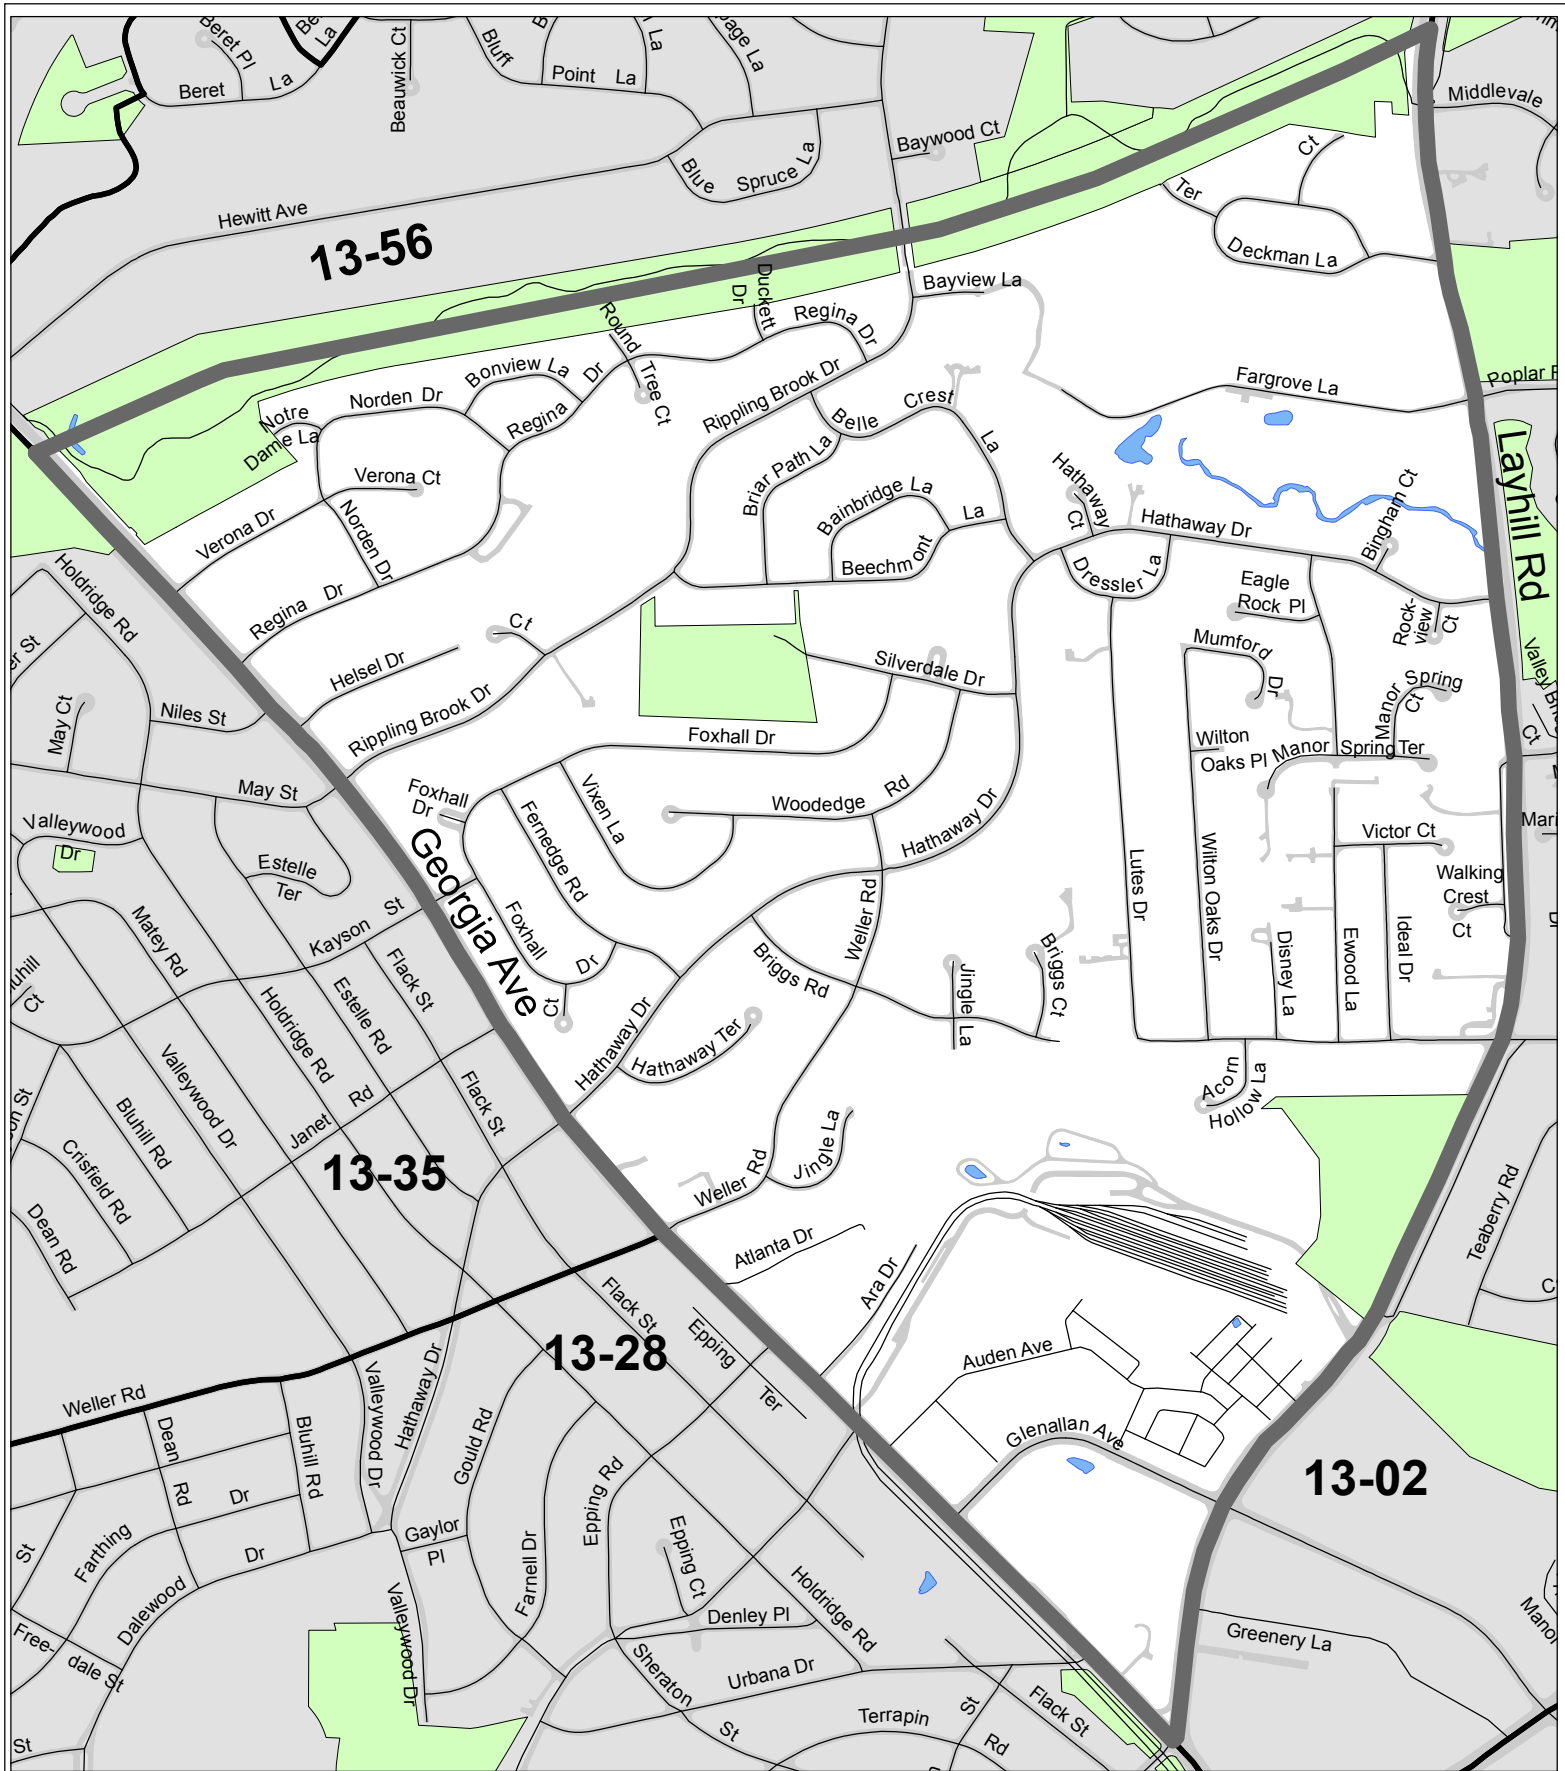 Beret Pl
Beret
La
La
Beauwick Ct
Bluff
Point La
La
Middlevale
Baywood Ct
Blue
Spruce La
Hewitt Ave
13-56
Ct
Ter
Deckman La
Bayview La
Duckett
Dr
Round
Tree Ct
Regina Dr
Bonview La
Norden Dr
Notre
Dame La
Regina
Dr
Rippling Brook Dr
Belle
Crest
La
Fargrove La
Layhill Rd
Verona Ct
Verona Dr
Norden Dr
Briar Path La
Bainbridge La
Beechmont
La
Hathaway
Ct
Hathaway Dr
Bingham Ct
Dressler La
Eagle
Rock Pl
Rock-
view
Ct
Holdridge Rd
Regina Dr
Ct
Helsel Dr
Rippling Brook Dr
Silverdale Dr
Mumford
Dr
Manor
Spring
Ct
May Ct
Niles St
May St
Foxhall Dr
Foxhall
Dr
Wilton
Oaks Pl
Manor
Spring Ter
Ct
Valleywood
Dr
Estelle
Ter
Georgia Ave
Fernedge Rd
Vixen La
Woodedge
Rd
Hathaway Dr
Victor Ct
Walking
Crest
Ct
Lutes Dr
Wilton Oaks Dr
Disney La
Ewood La
Ideal Dr
Matey Rd
Kayson St
Flack St
Foxhall
Dr
Ct
Weller Rd
Briggs Rd
Jingle
La
Briggs Ct
Ct
Holdridge Rd
Estelle Rd
Hathaway Dr
Hathaway Ter
Valleywood Dr
Flack St
Bluhill Rd
Janet
Rd
Acorn
Hollow La
Crisfield Rd
13-35
Jingle La
Weller Rd
Dean Rd
Teaberry Rd
Atlanta Dr
Ara Dr
Flack St
Epping
Ter
13-28
Auden Ave
Glenallan Ave
13-02
Weller Rd
Valleywood Dr
Hathaway Dr
Dean
Rd
Bluhill Rd
Gould Rd
Dr
Epping Rd
St
Farthing
Dr
Gaylor
Pl
Farnell Dr
Epping Ct
Dalewood
Valleywood Dr
Holdridge Rd
Denley Pl
Free-
dale St
Sheraton
St
Urbana Dr
Greenery La
Flack St
St
Terrapin
Rd
St